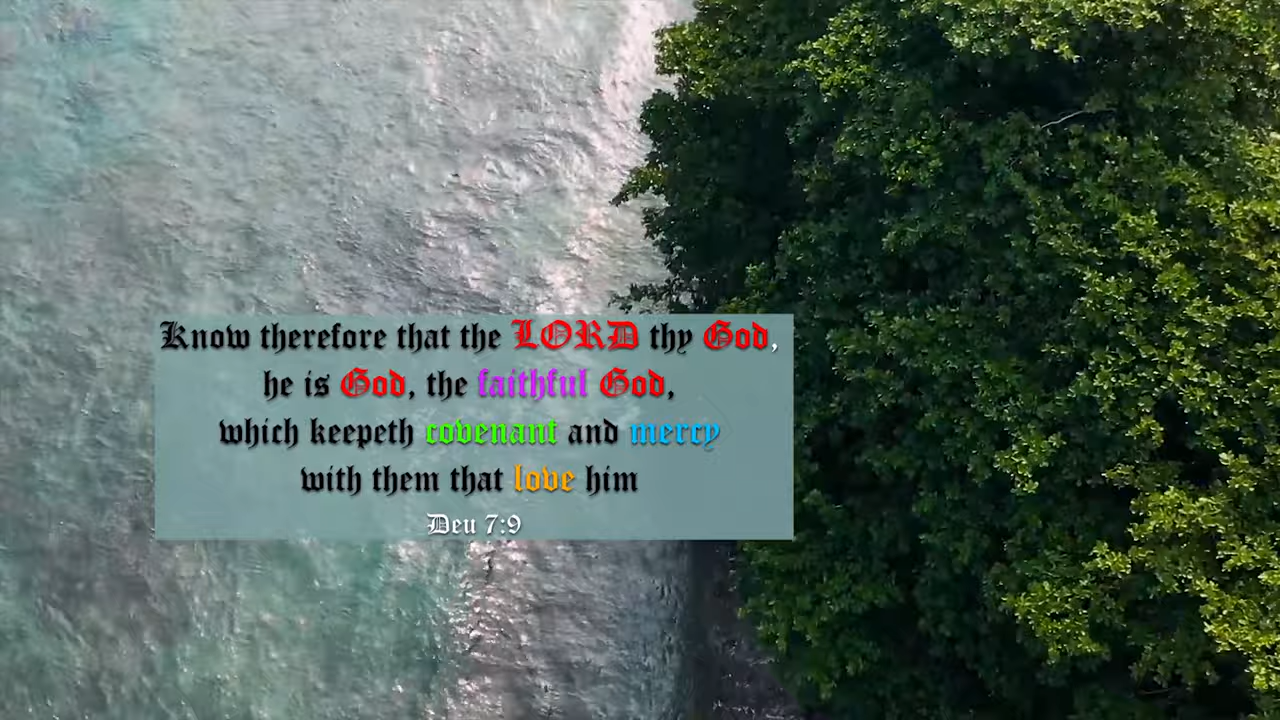 Know therefore that the LORD thy God,
he is God, the faithful God,
which keepeth covenant and mercy
with them that love him
Deu 7:9